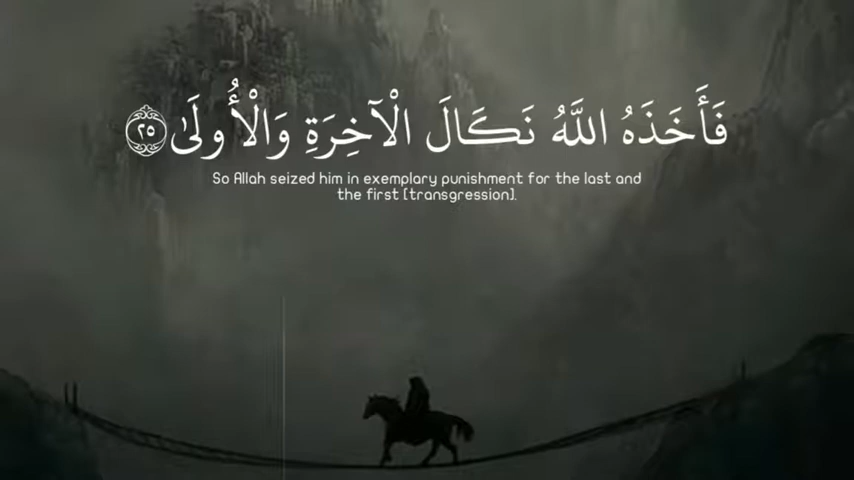 فَأَخَذَهُ اللَّهُ نَكَالَ الْآخِرَةِ وَالْأُولَىٰ ٢٥
So Allah seized him in exemplary punishment for the last and
the first [transgression].